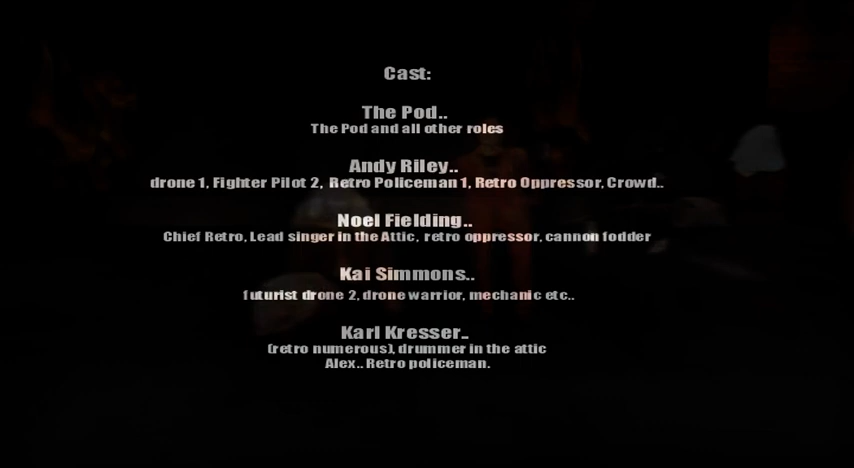 Cast:
The Pod..
The Pod and all other roles
Andy Riley..
drone 1, Fighter Pilot 2, Retro Policeman 1, Retro Oppressor, Crowd..
Noel Fielding..
Chief Retro, Lead singer in the Attic, retro oppressor, cannon fodder
Kai Simmons..
futurist drone 2, drone warrior, mechanic etc..
Karl Kresser..
(retro numerous), drummer in the attic
Alex.. Retro policeman.